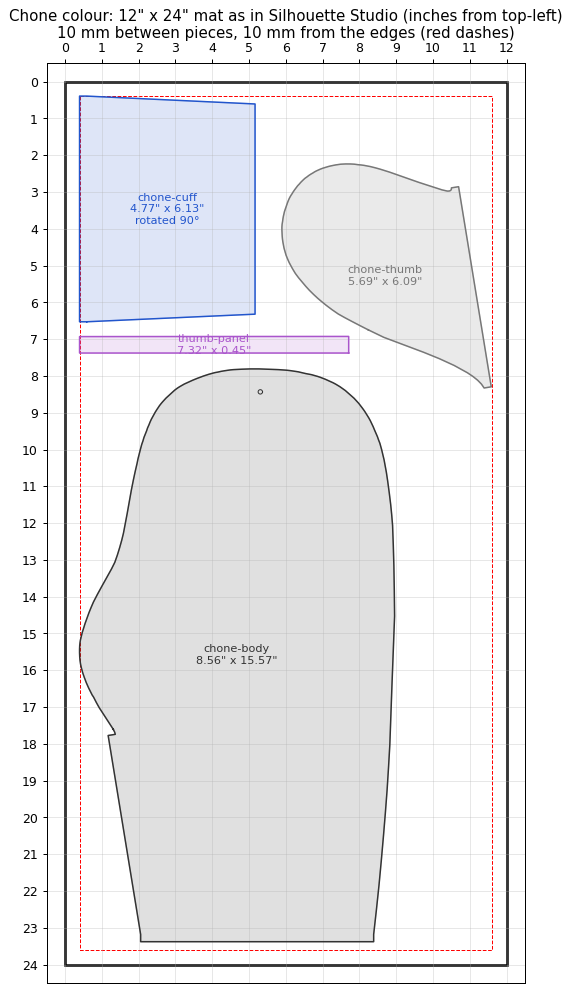 Chone colour: 12" x 24" mat as in Silhouette Studio (inches from top-left)
10 mm between pieces, 10 mm from the edges (red dashes)
0 1 2 3 4 5 6 7 8 9 10 11 12
0
1
2
3
4
5
6
7
8
9
10
11
12
13
14
15
16
17
18
19
20
21
22
23
24
chone-cuff
4.77" x 6.13"
rotated 90°
chone-thumb
5.69" x 6.09"
thumb-panel
7.32" x 0.45"
chone-body
8.56" x 15.57"